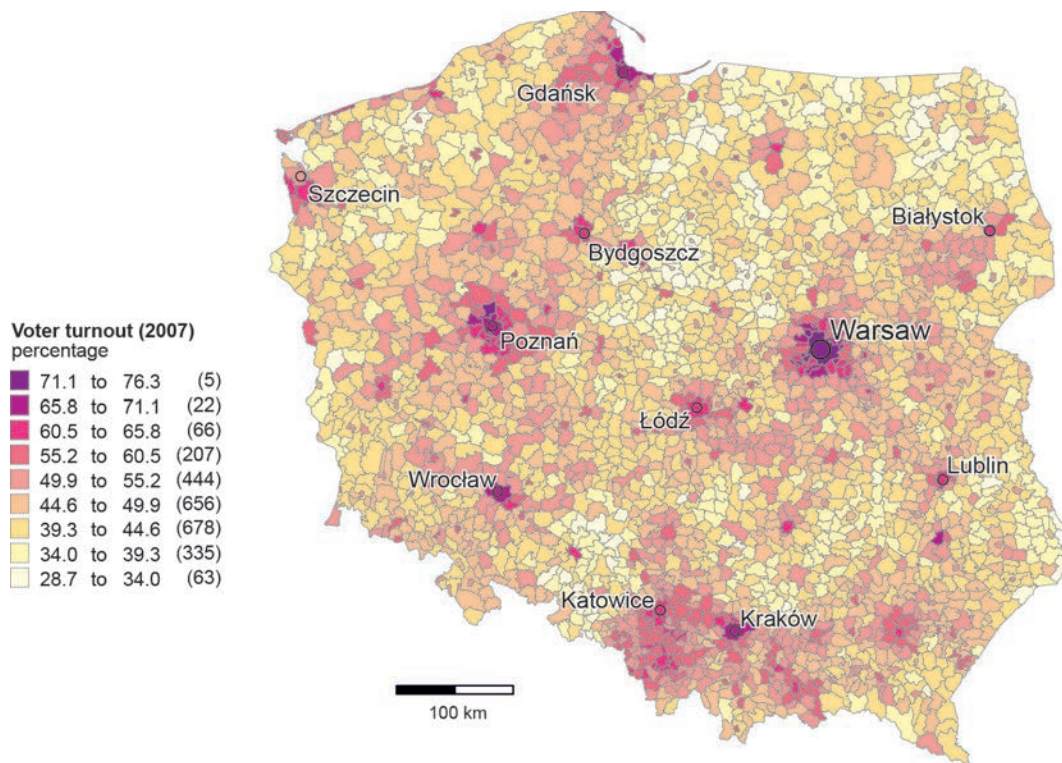 Gdańsk
Szczecin
Białystok
Bydgoszcz
Voter turnout (2007)
percentage
71.1 to 76.3 (5)
65.8 to 71.1 (22)
60.5 to 65.8 (66)
55.2 to 60.5 (207)
49.9 to 55.2 (444)
44.6 to 49.9 (656)
39.3 to 44.6 (678)
34.0 to 39.3 (335)
28.7 to 34.0 (63)
Poznań
Warsaw
Łódź
Wrocław
Lublin
Katowice
Kraków
100 km